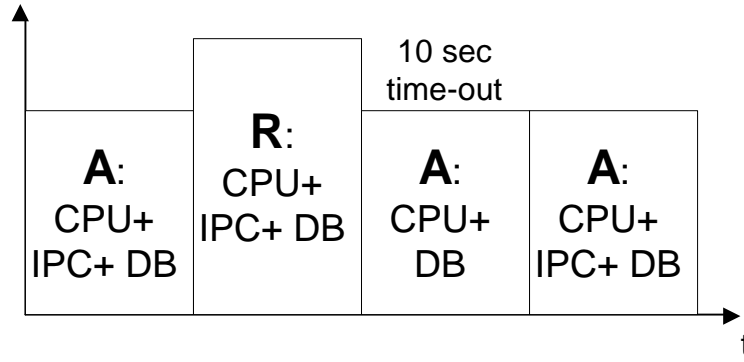 A:
CPU+
IPC+ DB
R:
CPU+
IPC+ DB
10 sec
time-out
A:
CPU+
DB
A:
CPU+
IPC+ DB
t